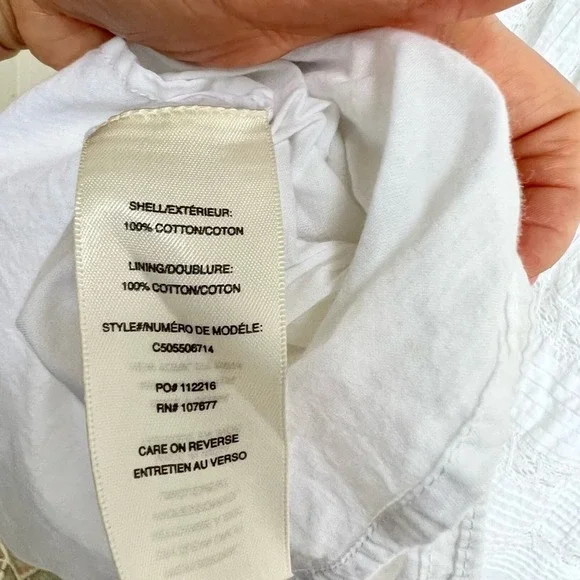 SHELL/EXTÉRIEUR:
100% COTTON/COTON
LINING/DOUBLURE:
100% COTTON/COTON
STYLE#/NUMÉRO DE MODÉLE:
C505506714
PO# 112216
RN# 107677
CARE ON REVERSE
ENTRETIEN AU VERSO